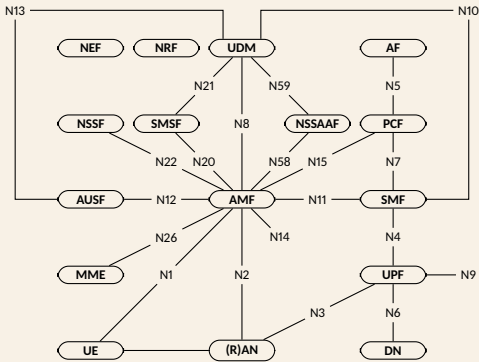 N13 N10
NEF NRF UDM AF
N21 N59 N5
NSSF SMSF N8 NSSAAF PCF
N22 N20 N58 N15 N7
AUSF N12 AMF N11 SMF
N26 N14 N4
MME N1 N2 UPF N9
N3 N6
UE (R)AN DN